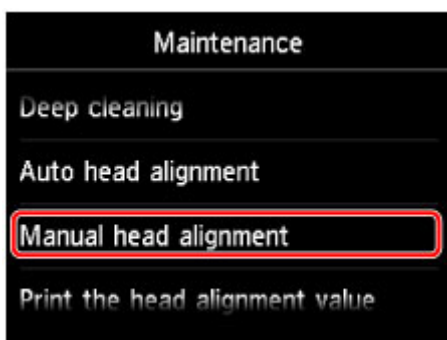 Maintenance
Deep cleaning
Auto head alignment
Manual head alignment
Print the head alignment value